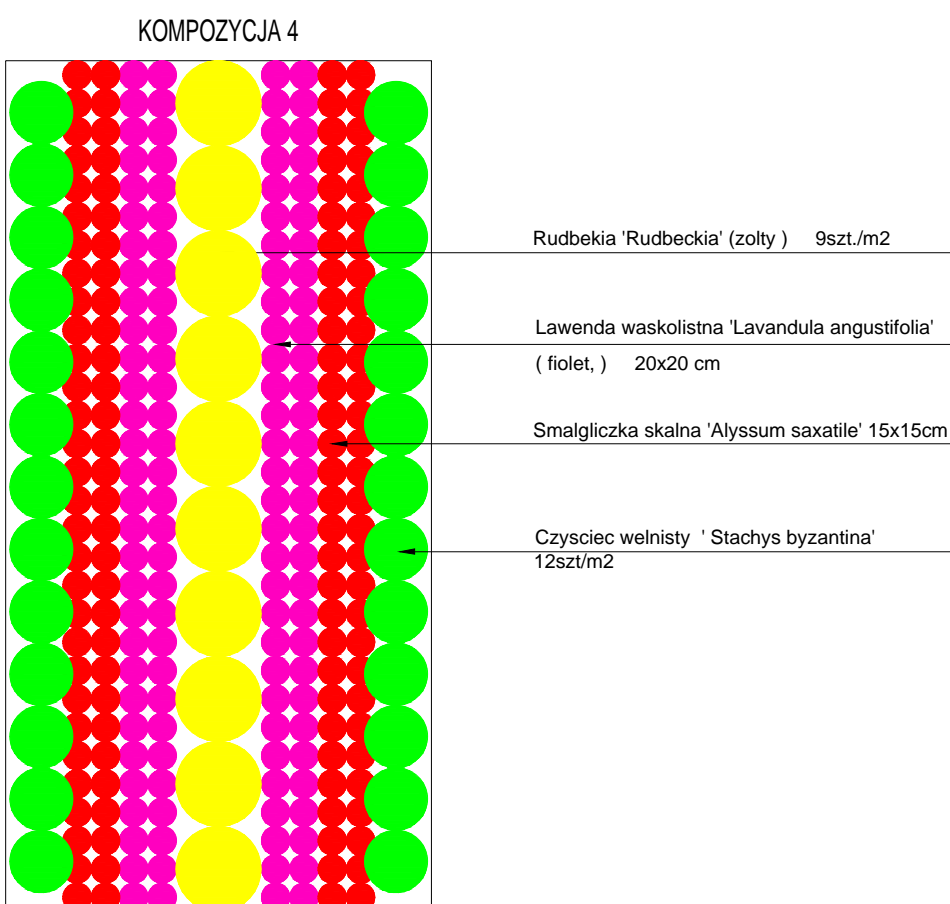 KOMPOZYCJA 4
Rudbekia 'Rudbeckia' (zolty ) 9szt./m2
Lawenda waskolistna 'Lavandula angustifolia'
( fiolet, ) 20x20 cm
Smalgliczka skalna 'Alyssum saxatile' 15x15cm
Czysciec welnisty ' Stachys byzantina'
12szt/m2